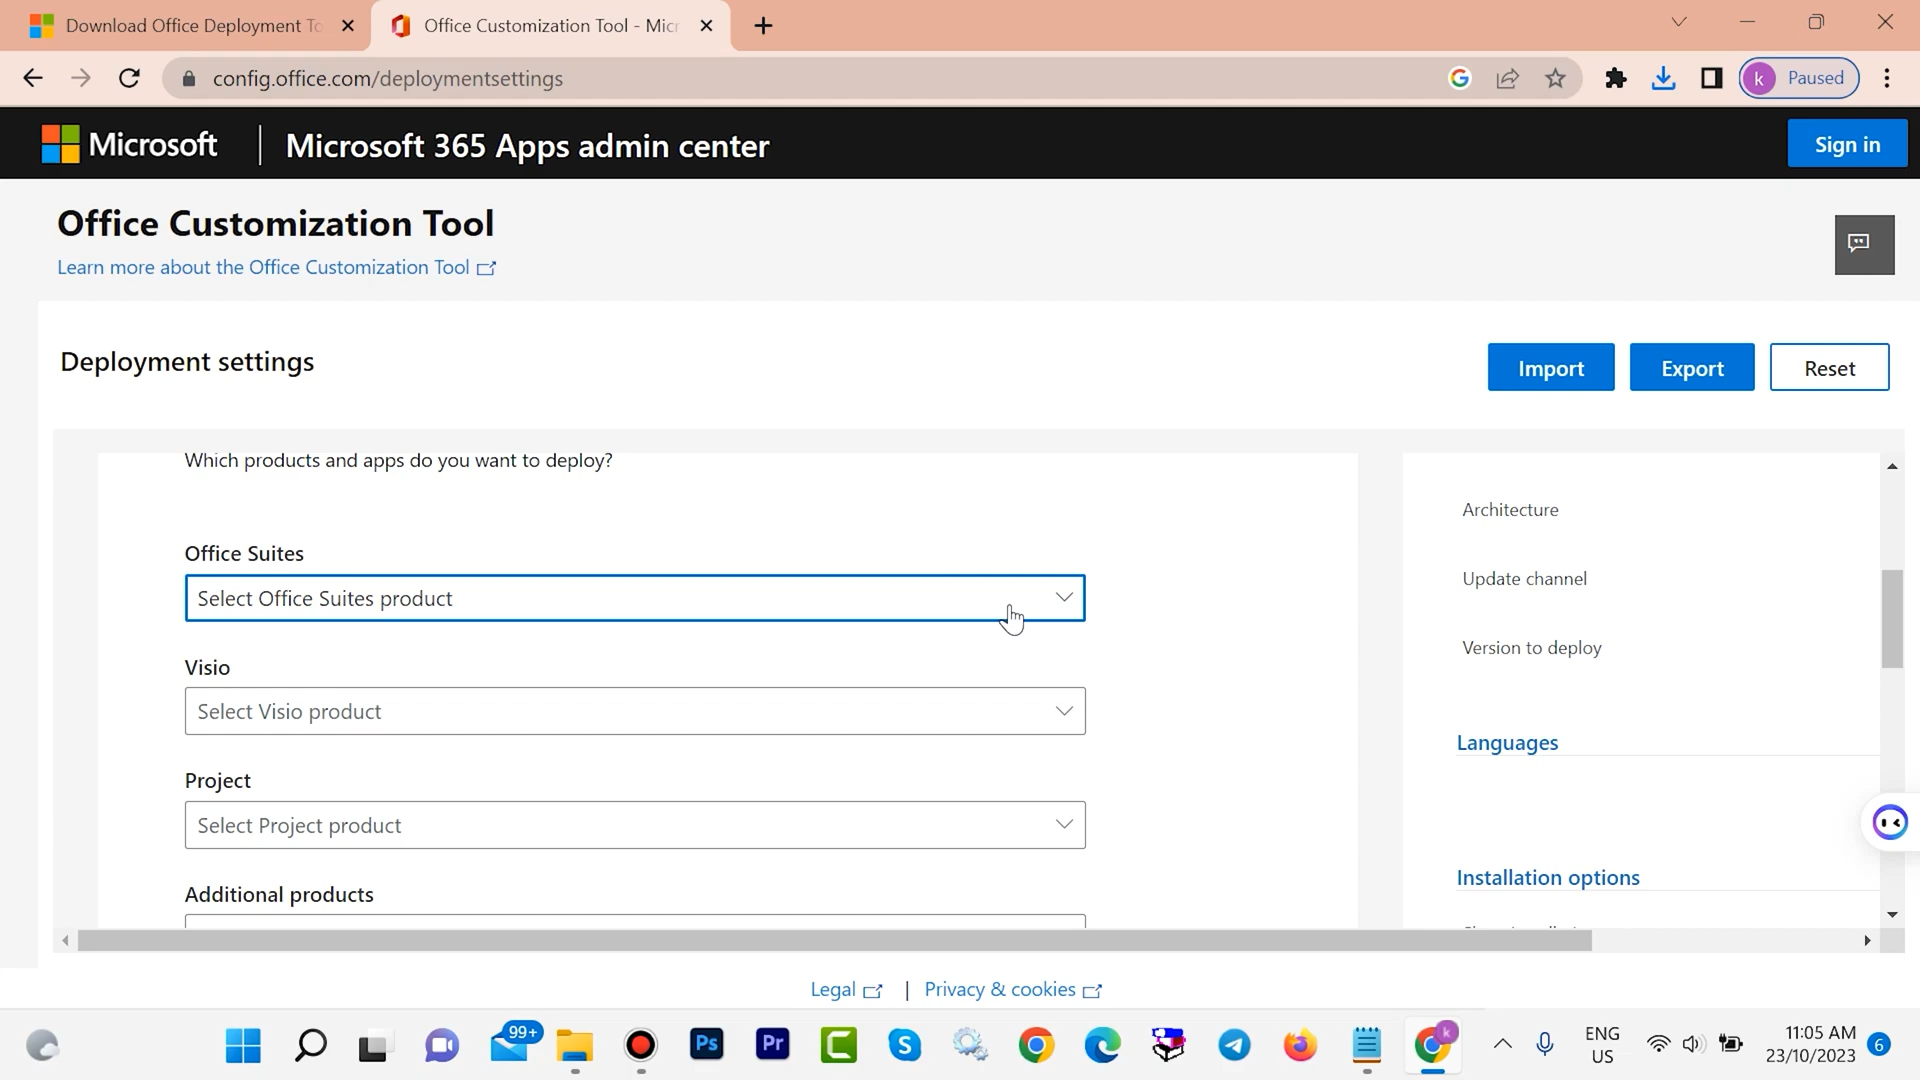 Download Office Deployment To
Office Customization Tool - Micr
config.office.com/deploymentsettings
k Paused
Microsoft
Microsoft 365 Apps admin center
Sign in
Office Customization Tool
Learn more about the Office Customization Tool
Deployment settings
Import
Export
Reset
Which products and apps do you want to deploy?
Office Suites
Select Office Suites product
Visio
Select Visio product
Project
Select Project product
Additional products
Architecture
Update channel
Version to deploy
Languages
Installation options
Legal | Privacy & cookies
99+
Ps
Pr
k
ENG
US
11:05 AM
23/10/2023
6